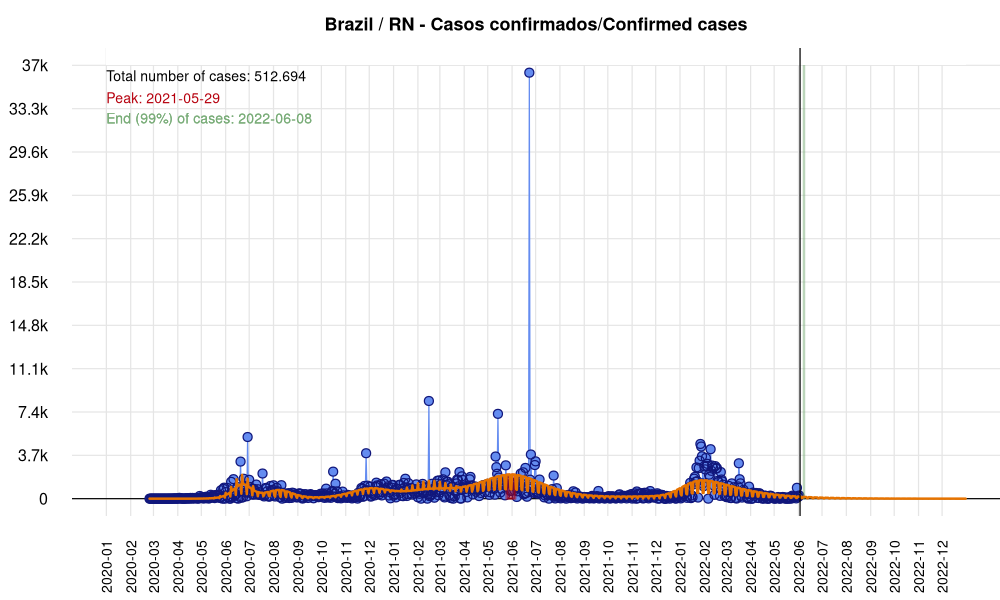 Brazil / RN - Casos confirmados/Confirmed cases
37k
Total number of cases: 512.694
Peak: 2021-05-29
End (99%) of cases: 2022-06-08
33.3k
29.6k
25.9k
22.2k
18.5k
14.8k
11.1k
7.4k
3.7k
0
2020-01
2020-02
2020-03
2020-04
2020-05
2020-06
2020-07
2020-08
2020-09
2020-10
2020-11
2020-12
2021-01
2021-02
2021-03
2021-04
2021-05
2021-06
2021-07
2021-08
2021-09
2021-10
2021-11
2021-12
2022-01
2022-02
2022-03
2022-04
2022-05
2022-06
2022-07
2022-08
2022-09
2022-10
2022-11
2022-12